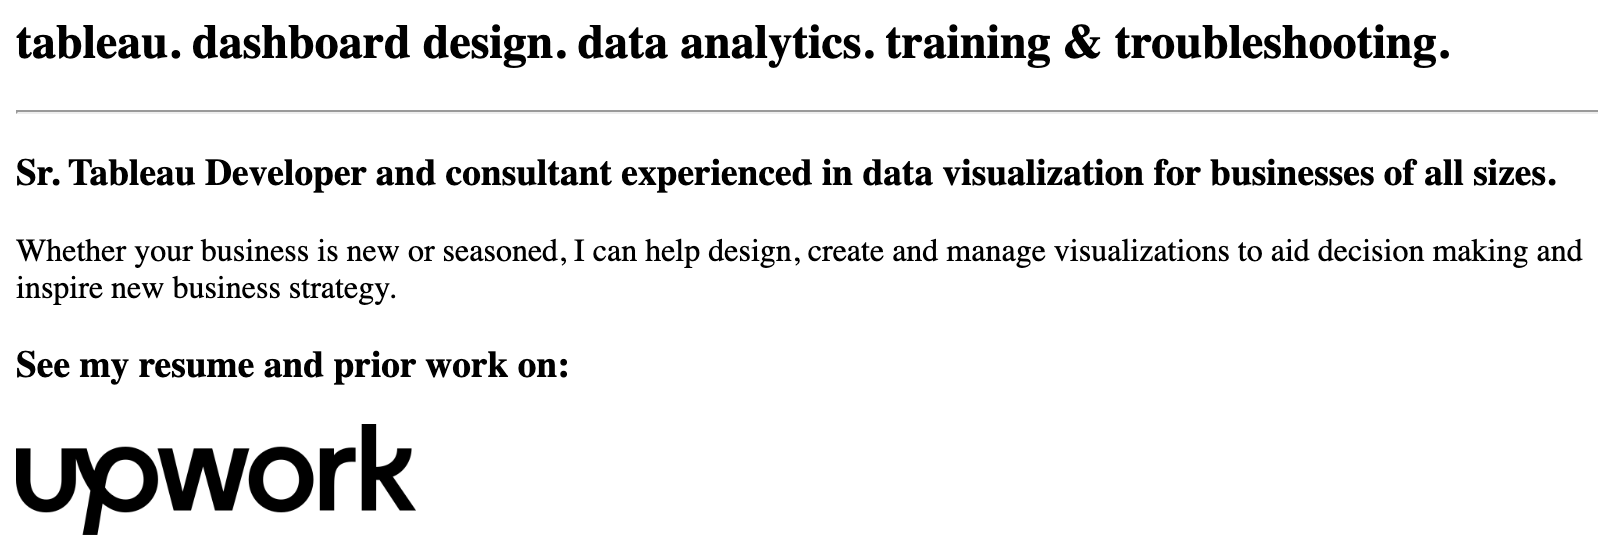 tableau. dashboard design. data analytics. training & troubleshooting.
Sr. Tableau Developer and consultant experienced in data visualization for businesses of all sizes.
Whether your business is new or seasoned, I can help design, create and manage visualizations to aid decision making and
inspire new business strategy.
See my resume and prior work on:
upwork